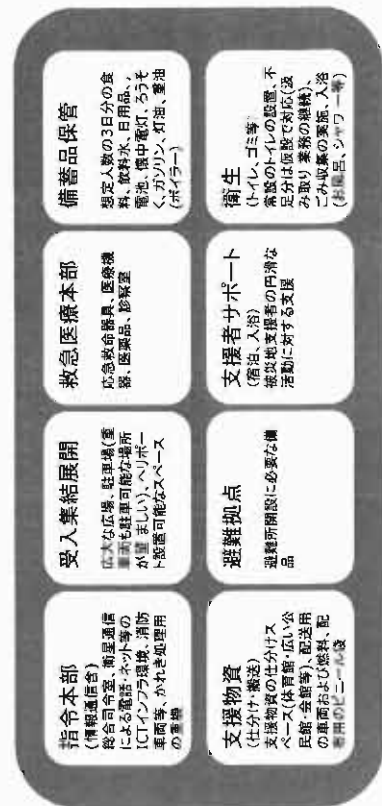 指令本部
(情報通信含)
総合司令室、衛星通信
による電話・ネット等の
ICTインフラ環境、消防
車両等、がれき処理用
の重機
受入集結展開
広大な広場、駐車場(重
車両も駐車可能な場所
が望ましい)、ヘリポー
ト設置可能なスペース
救急医療本部
応急救命器具、医療機
器、医薬品、診察室
備蓄品保管
想定人数の3日分の食
料、飲料水、日用品、
電池、懐中電灯、ろうそ
く、ガソリン、灯油、重油
(ボイラー)
支援物資
(仕分け・搬送)
支援物資の仕分けス
ペース(体育館・広い公
民館・会館等)、配送用
の車両および燃料、配
布用のビニール袋
避難拠点
避難所開設に必要な備
品
支援者サポート
(宿泊、入浴)
被災地支援者の円滑な
活動に対する支援
衛生
(トイレ、ゴミ等)
常設のトイレの設置、不
足分は仮設で対応(汲
み取り業務の継続)、
ごみ収集の実施、入浴
(お風呂、シャワー等)